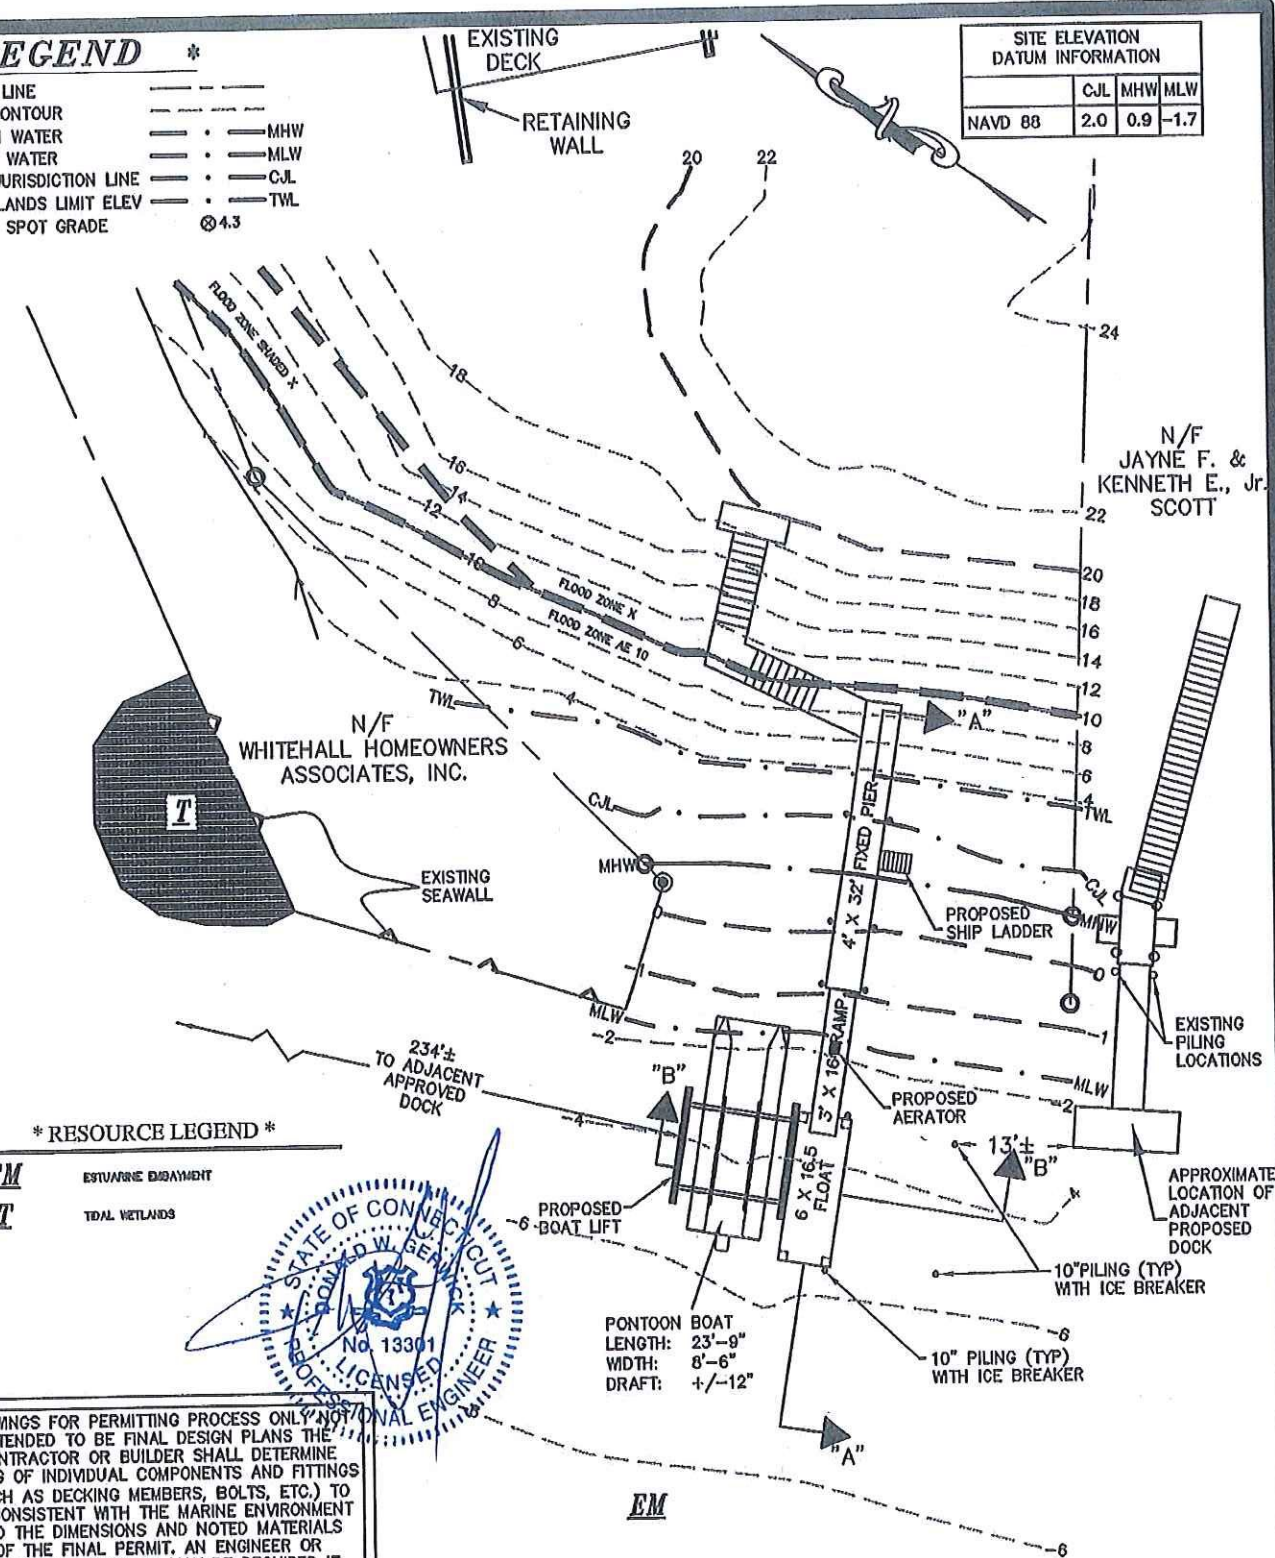 EGEND *
LINE
ONTOUR
WATER MHW
WATER MLW
JURISDICTION LINE CJL
LANDS LIMIT ELEV TWL
SPOT GRADE ⊗4.3
EXISTING
DECK
RETAINING
WALL
SITE ELEVATION
DATUM INFORMATION
CJL MHW MLW
NAVD 88 2.0 0.9 -1.7
20
22
24
N/F
JAYNE F. &
KENNETH E., Jr.
SCOTT
22
20
18
16
14
12
10
8
6
4
TWL
CJL
MHW
0
-1
MLW
-2
FLOOD ZONE SHADED X
18
16
14
12
10
8
6
4
FLOOD ZONE X
FLOOD ZONE AE 10
TWL
N/F
WHITEHALL HOMEOWNERS
ASSOCIATES, INC.
T
CJL
MHW
EXISTING
SEAWALL
"A"
4' X 32' FIXED PIER
PROPOSED
SHIP LADDER
MLW
-2
3' X 16' RAMP
EXISTING
PILING
LOCATIONS
234'±
TO ADJACENT
APPROVED
DOCK
"B"
PROPOSED
AERATOR
-4
13'±
"B"
6 X 16.5
FLOAT
PROPOSED
BOAT LIFT
-6
APPROXIMATE
LOCATION OF
ADJACENT
PROPOSED
DOCK
10"PILING (TYP)
WITH ICE BREAKER
-6
10" PILING (TYP)
WITH ICE BREAKER
PONTOON BOAT
LENGTH: 23'-9"
WIDTH: 8'-6"
DRAFT: +/-12"
"A"
EM
-6
* RESOURCE LEGEND *
EM ESTUARINE EMBAYMENT
T TIDAL WETLANDS
STATE OF CONNECTICUT
DONALD W. GERWICK
No. 13301
LICENSED
PROFESSIONAL ENGINEER
WINGS FOR PERMITTING PROCESS ONLY NOT
TENDED TO BE FINAL DESIGN PLANS THE
NTRACTOR OR BUILDER SHALL DETERMINE
G OF INDIVIDUAL COMPONENTS AND FITTINGS
CH AS DECKING MEMBERS, BOLTS, ETC.) TO
ONSISTENT WITH THE MARINE ENVIRONMENT
O THE DIMENSIONS AND NOTED MATERIALS
OF THE FINAL PERMIT. AN ENGINEER OR